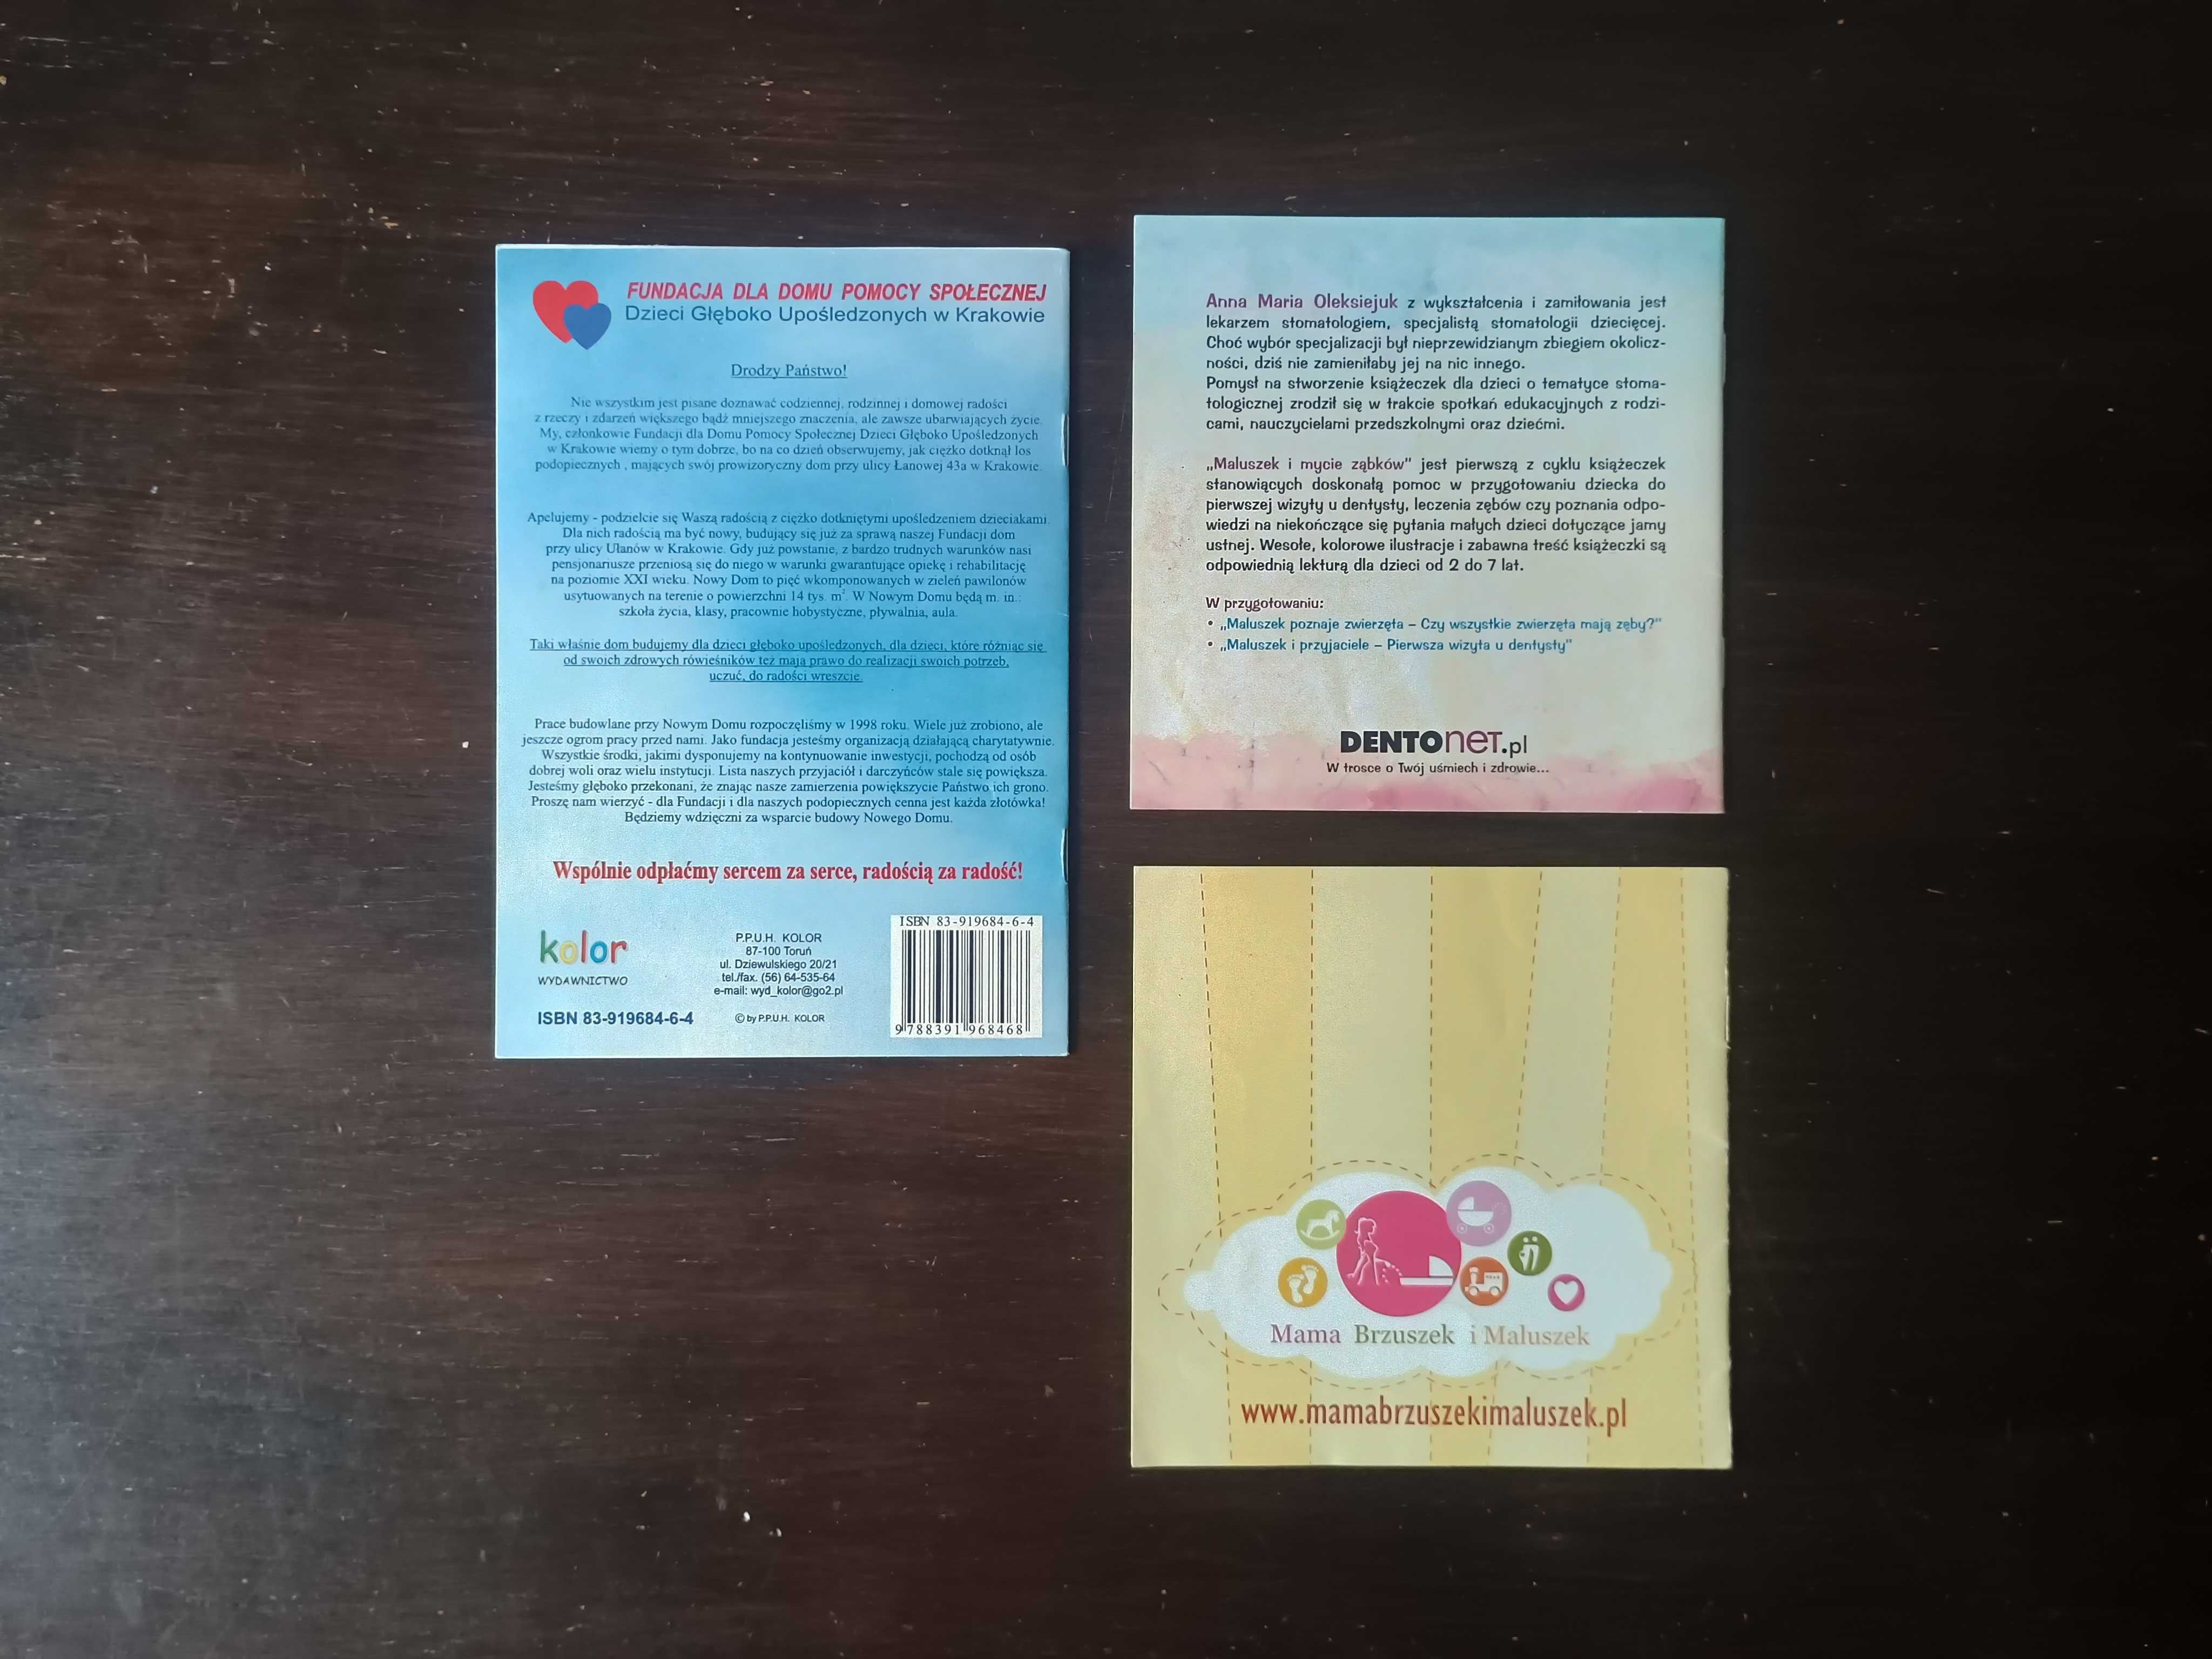 FUNDACJA DLA DOMU POMOCY SPOŁECZNEJ
Dzieci Głęboko Upośledzonych w Krakowie
Drodzy Państwo!
Nie wszystkim jest pisane doznawać codziennej, rodzinnej i domowej radości
z rzeczy i zdarzeń większego bądź mniejszego znaczenia, ale zawsze ubarwiających życie.
My, członkowie Fundacji dla Domu Pomocy Społecznej Dzieci Głęboko Upośledzonych
w Krakowie wiemy o tym dobrze, bo na co dzień obserwujemy, jak ciężko dotknął los
podopiecznych , mających swój prowizoryczny dom przy ulicy Łanowej 43a w Krakowie.
Apelujemy - podzielcie się Waszą radością z ciężko dotkniętymi upośledzeniem dzieciakami.
Dla nich radością ma być nowy, budujący się już za sprawą naszej Fundacji dom
przy ulicy Ułanów w Krakowie. Gdy już powstanie, z bardzo trudnych warunków nasi
pensjonariusze przeniosą się do niego w warunki gwarantujące opiekę i rehabilitację
na poziomie XXI wieku. Nowy Dom to pięć wkomponowanych w zieleń pawilonów
usytuowanych na terenie o powierzchni 14 tys. m². W Nowym Domu będą m. in.:
szkoła życia, klasy, pracownie hobystyczne, pływalnia, aula.
Taki właśnie dom budujemy dla dzieci głęboko upośledzonych, dla dzieci, które różniąc się
od swoich zdrowych rówieśników też mają prawo do realizacji swoich potrzeb,
uczuć, do radości wreszcie.
Prace budowlane przy Nowym Domu rozpoczęliśmy w 1998 roku. Wiele już zrobiono, ale
jeszcze ogrom pracy przed nami. Jako fundacja jesteśmy organizacją działającą charytatywnie.
Wszystkie środki, jakimi dysponujemy na kontynuowanie inwestycji, pochodzą od osób
dobrej woli oraz wielu instytucji. Lista naszych przyjaciół i darczyńców stale się powiększa.
Jesteśmy głęboko przekonani, że znając nasze zamierzenia powiększycie Państwo ich grono.
Proszę nam wierzyć - dla Fundacji i dla naszych podopiecznych cenna jest każda złotówka!
Będziemy wdzięczni za wsparcie budowy Nowego Domu.
Wspólnie odpłaćmy sercem za serce, radością za radość!
kolor
WYDAWNICTWO
ISBN 83-919684-6-4
P.P.U.H. KOLOR
87-100 Toruń
ul. Dziewulskiego 20/21
tel./fax. (56) 64-535-64
e-mail: wyd_kolor@go2.pl
© by P.P.U.H. KOLOR
ISBN 83-919684-6-4
9 788391 968468
Anna Maria Oleksiejuk z wykształcenia i zamiłowania jest
lekarzem stomatologiem, specjalistą stomatologii dziecięcej.
Choć wybór specjalizacji był nieprzewidzianym zbiegiem okolicz-
ności, dziś nie zamieniłaby jej na nic innego.
Pomysł na stworzenie książeczek dla dzieci o tematyce stoma-
tologicznej zrodził się w trakcie spotkań edukacyjnych z rodzi-
cami, nauczycielami przedszkolnymi oraz dziećmi.
„Maluszek i mycie ząbków" jest pierwszą z cyklu książeczek
stanowiących doskonałą pomoc w przygotowaniu dziecka do
pierwszej wizyty u dentysty, leczenia zębów czy poznania odpo-
wiedzi na niekończące się pytania małych dzieci dotyczące jamy
ustnej. Wesołe, kolorowe ilustracje i zabawna treść książeczki są
odpowiednią lekturą dla dzieci od 2 do 7 lat.
W przygotowaniu:
• „Maluszek poznaje zwierzęta – Czy wszystkie zwierzęta mają zęby?"
• „Maluszek i przyjaciele – Pierwsza wizyta u dentysty"
DENTOneT.pl
W trosce o Twój uśmiech i zdrowie...
Mama Brzuszek i Maluszek
www.mamabrzuszekimaluszek.pl